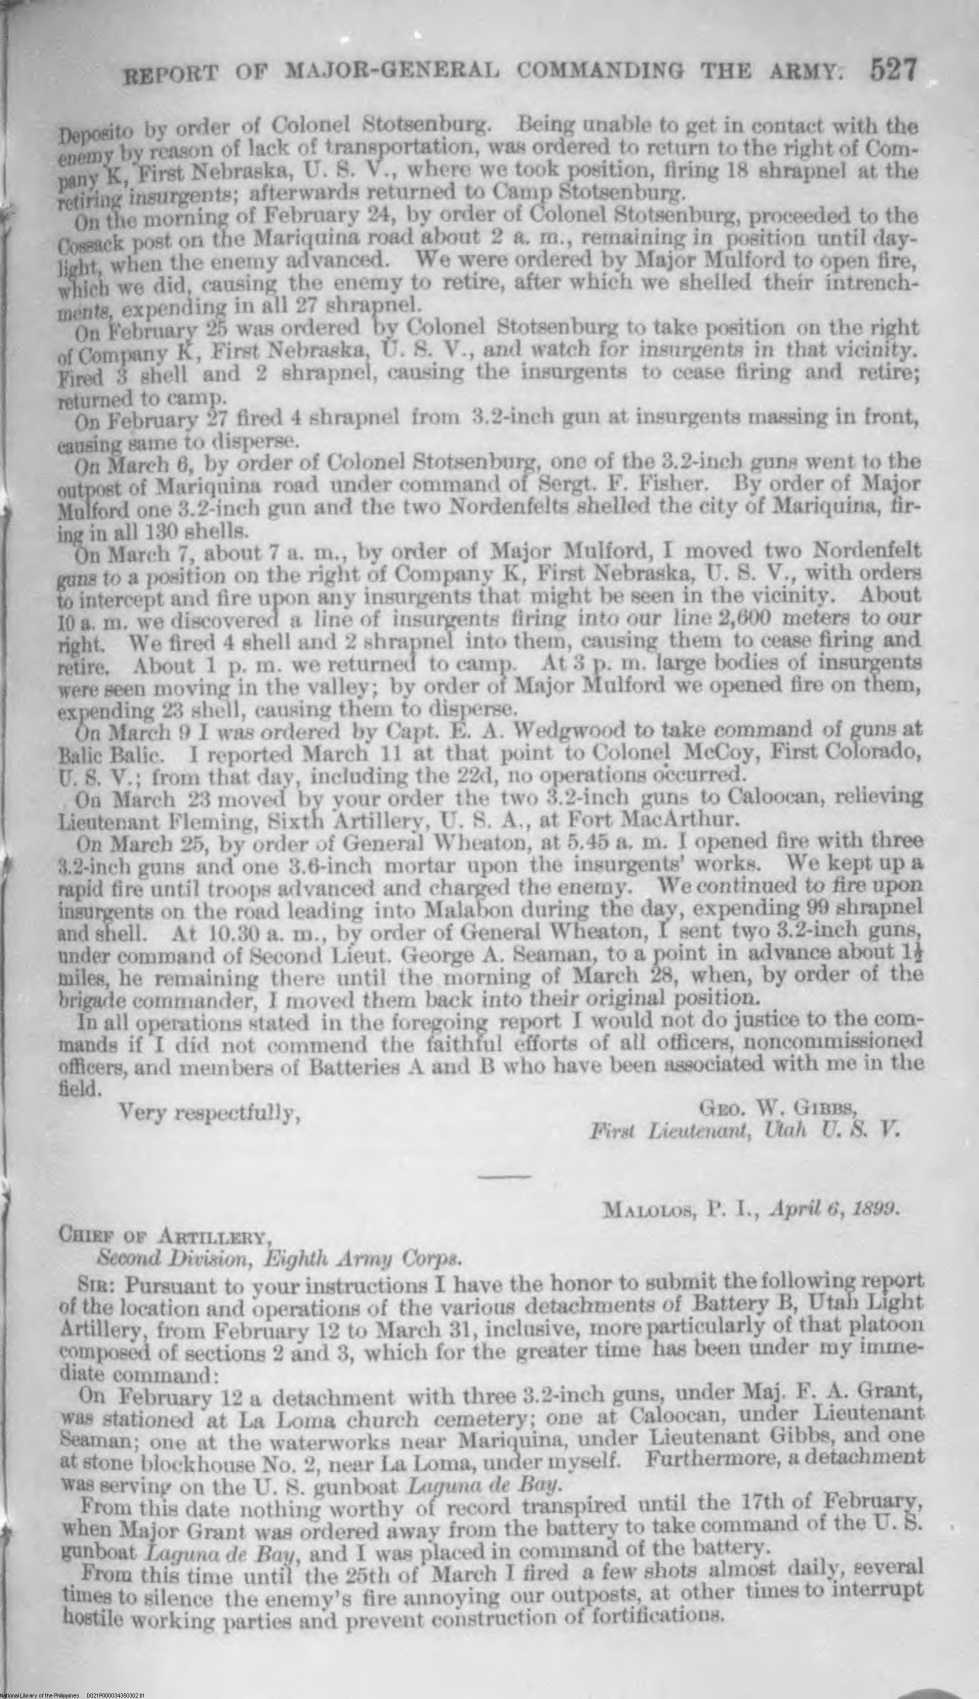 REPORT OF MAJOR-GENERAL COMMANDING THE ARMY. 527
Deposito by order of Colonel Stotsenburg. Being unable to get in contact with the
enemy by reason of lack of transportation, was ordered to return to the right of Com-
pany K, First Nebraska, U. S. V., where we took position, firing 18 shrapnel at the
retiring insurgents; afterwards returned to Camp Stotsenburg.
On the morning of February 24, by order of Colonel Stotsenburg, proceeded to the
Cossack post on the Mariquina road about 2 a. m., remaining in position until day-
light, when the enemy advanced. We were ordered by Major Mulford to open fire,
which we did, causing the enemy to retire, after which we shelled their intrench-
ments, expending in all 27 shrapnel.
On February 25 was ordered by Colonel Stotsenburg to take position on the right
of Company K, First Nebraska, U. S. V., and watch for insurgents in that vicinity.
Fired 3 shell and 2 shrapnel, causing the insurgents to cease firing and retire;
returned to camp.
On February 27 fired 4 shrapnel from 3.2-inch gun at insurgents massing in front,
causing same to disperse.
On March 6, by order of Colonel Stotsenburg, one of the 3.2-inch guns went to the
outpost of Mariquina road under command of Sergt. F. Fisher. By order of Major
Mulford one 3.2-inch gun and the two Nordenfelts shelled the city of Mariquina, fir-
ing in all 130 shells.
On March 7, about 7 a. m., by order of Major Mulford, I moved two Nordenfelt
guns to a position on the right of Company K, First Nebraska, U. S. V., with orders
to intercept and fire upon any insurgents that might be seen in the vicinity. About
10 a. m. we discovered a line of insurgents firing into our line 2,600 meters to our
right. We fired 4 shell and 2 shrapnel into them, causing them to cease firing and
retire. About 1 p. m. we returned to camp. At 3 p. m. large bodies of insurgents
were seen moving in the valley; by order of Major Mulford we opened fire on them,
expending 23 shell, causing them to disperse.
On March 9 I was ordered by Capt. E. A. Wedgwood to take command of guns at
Balic Balic. I reported March 11 at that point to Colonel McCoy, First Colorado,
U. S. V.; from that day, including the 22d, no operations occurred.
On March 23 moved by your order the two 3.2-inch guns to Caloocan, relieving
Lieutenant Fleming, Sixth Artillery, U. S. A., at Fort MacArthur.
On March 25, by order of General Wheaton, at 5.45 a. m. I opened fire with three
3.2-inch guns and one 3.6-inch mortar upon the insurgents' works. We kept up a
rapid fire until troops advanced and charged the enemy. We continued to fire upon
insurgents on the road leading into Malabon during the day, expending 99 shrapnel
and shell. At 10.30 a. m., by order of General Wheaton, I sent two 3.2-inch guns,
under command of Second Lieut. George A. Seaman, to a point in advance about 1½
miles, he remaining there until the morning of March 28, when, by order of the
brigade commander, I moved them back into their original position.
In all operations stated in the foregoing report I would not do justice to the com-
mands if I did not commend the faithful efforts of all officers, noncommissioned
officers, and members of Batteries A and B who have been associated with me in the
field.
Very respectfully,
GEO. W. GIBBS,
First Lieutenant, Utah U. S. V.
MALOLOS, P. I., April 6, 1899.
CHIEF OF ARTILLERY,
Second Division, Eighth Army Corps.
SIR: Pursuant to your instructions I have the honor to submit the following report
of the location and operations of the various detachments of Battery B, Utah Light
Artillery, from February 12 to March 31, inclusive, more particularly of that platoon
composed of sections 2 and 3, which for the greater time has been under my imme-
diate command:
On February 12 a detachment with three 3.2-inch guns, under Maj. F. A. Grant,
was stationed at La Loma church cemetery; one at Caloocan, under Lieutenant
Seaman; one at the waterworks near Mariquina, under Lieutenant Gibbs, and one
at stone blockhouse No. 2, near La Loma, under myself. Furthermore, a detachment
was serving on the U. S. gunboat Laguna de Bay.
From this date nothing worthy of record transpired until the 17th of February,
when Major Grant was ordered away from the battery to take command of the U. S.
gunboat Laguna de Bay, and I was placed in command of the battery.
From this time until the 25th of March I fired a few shots almost daily, several
times to silence the enemy's fire annoying our outposts, at other times to interrupt
hostile working parties and prevent construction of fortifications.
National Library of the Philippines